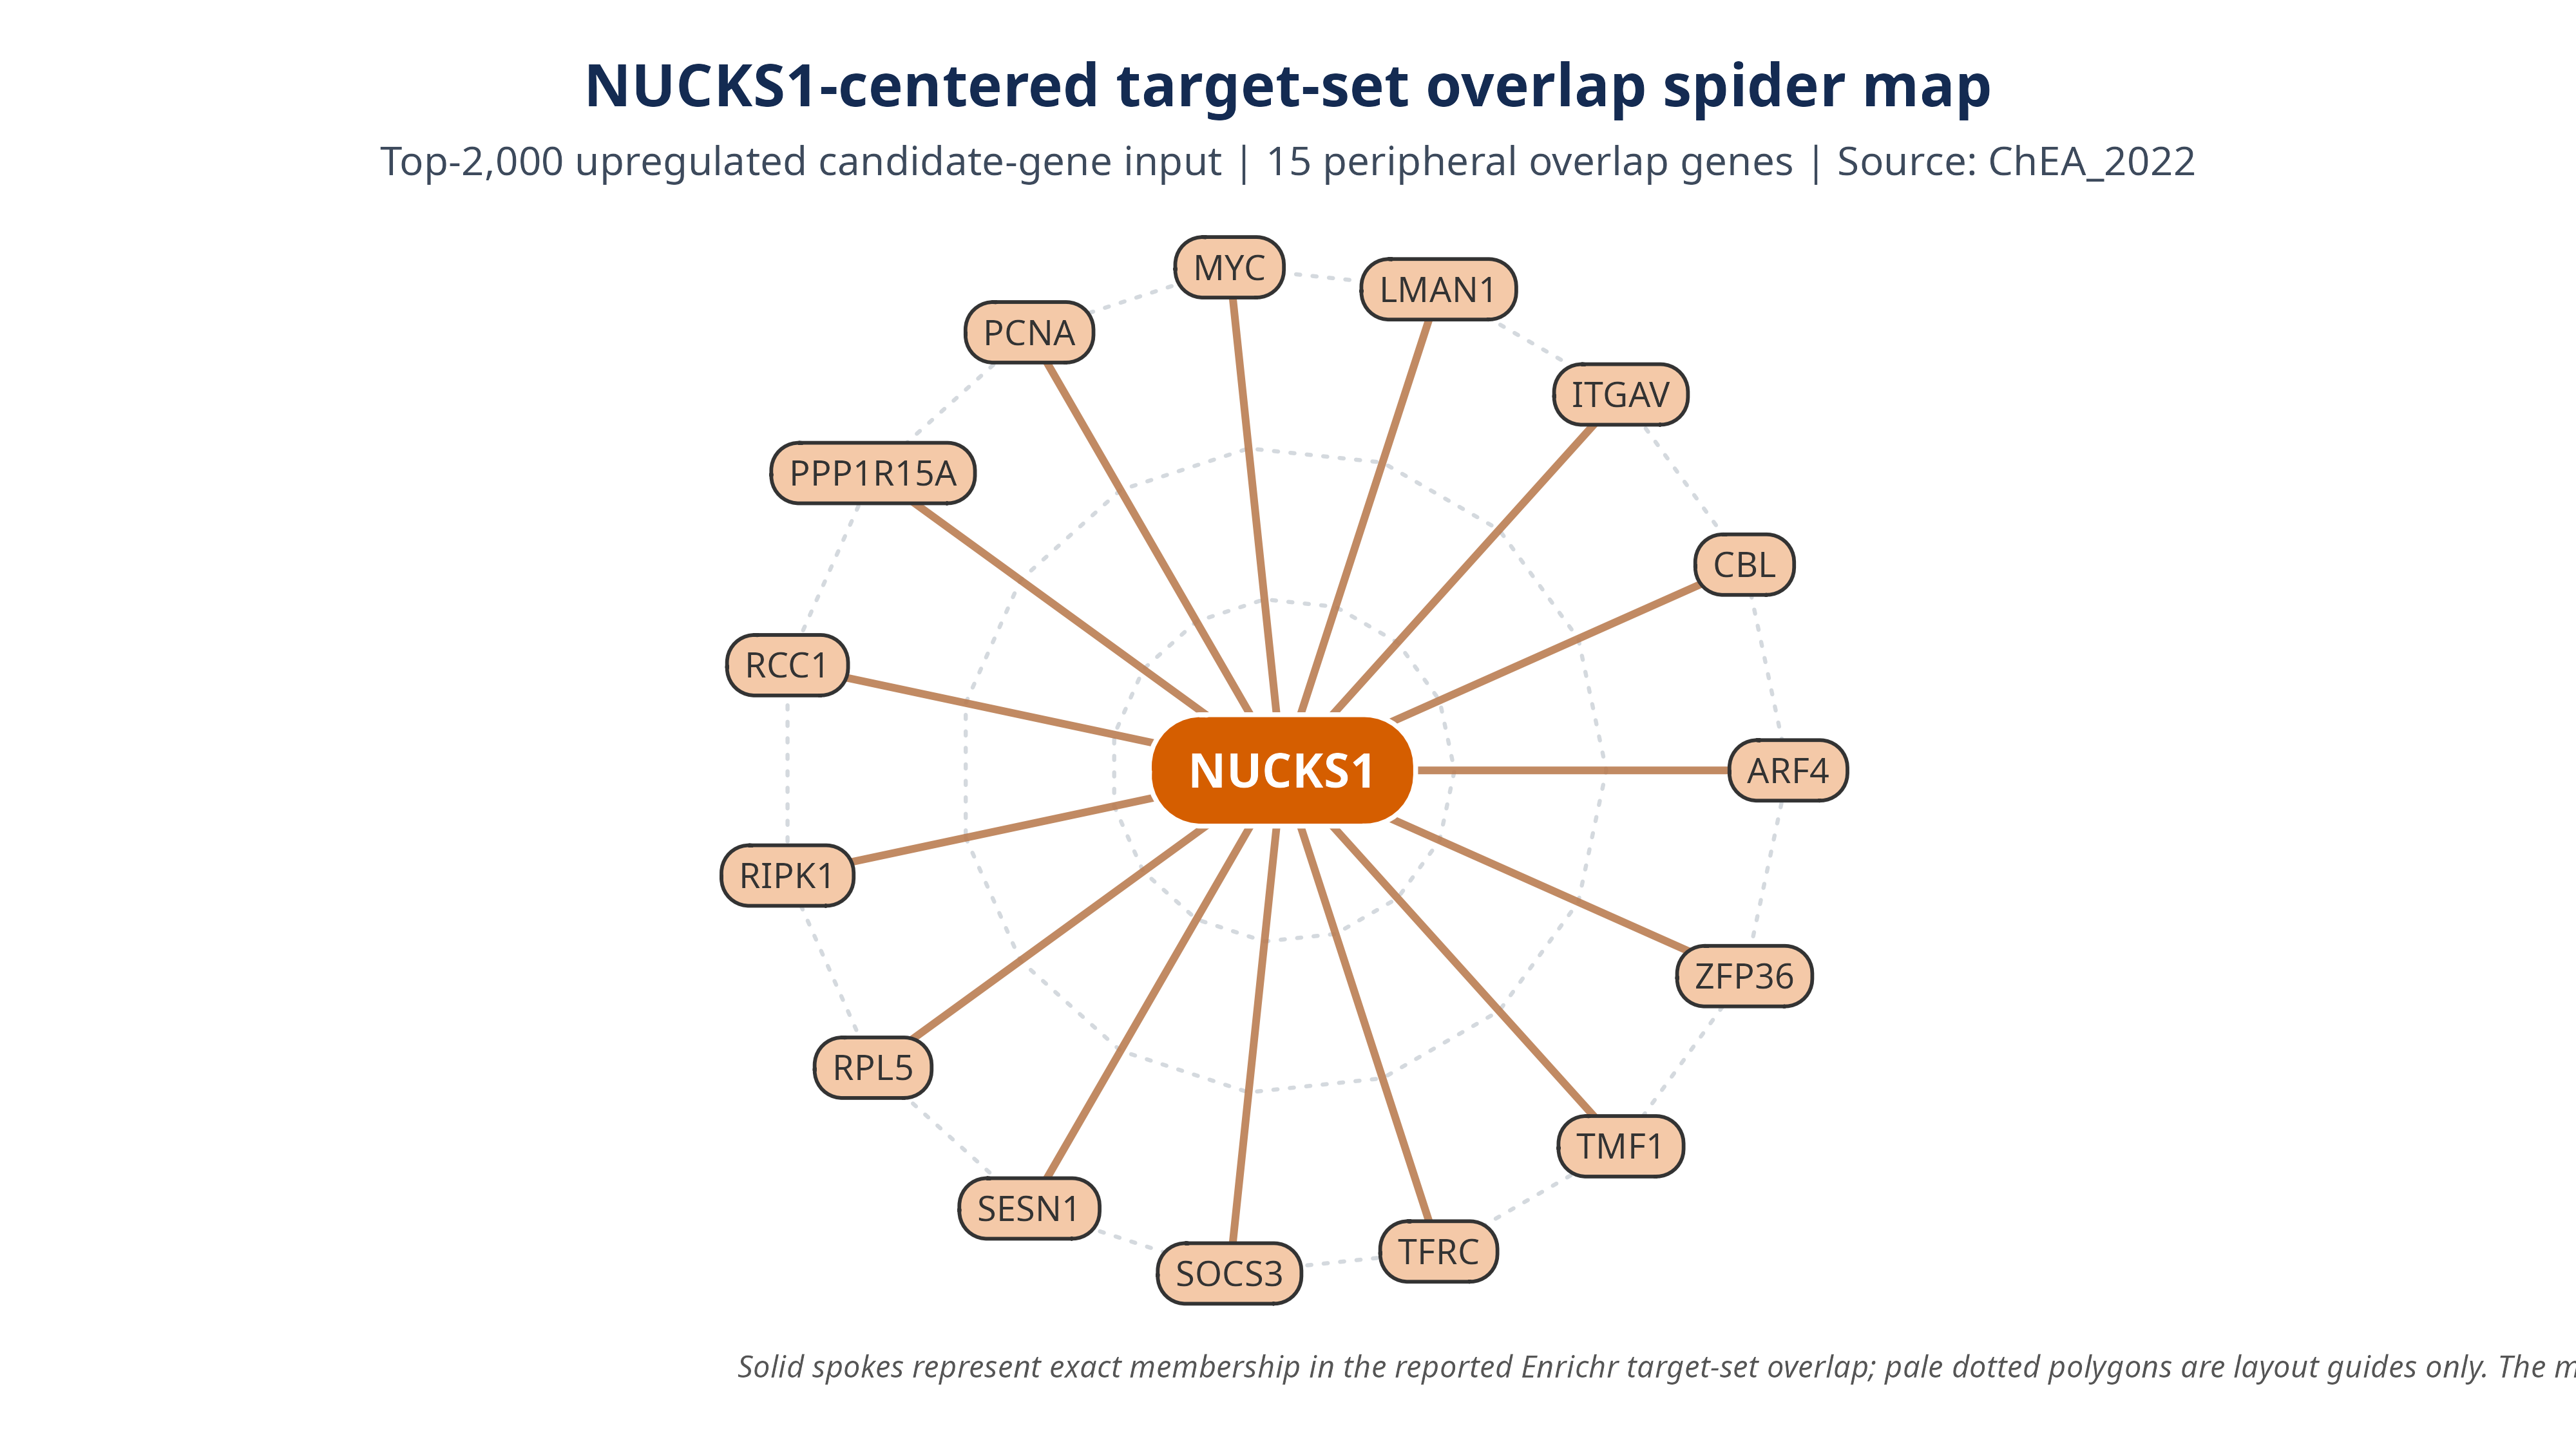 NUCKS1-centered target-set overlap spider map
Top-2,000 upregulated candidate-gene input | 15 peripheral overlap genes | Source: ChEA_2022
MYC
LMAN1
PCNA
ITGAV
PPP1R15A
CBL
RCC1
NUCKS1
ARF4
RIPK1
ZFP36
RPL5
TMF1
SESN1
TFRC
SOCS3
Solid spokes represent exact membership in the reported Enrichr target-set overlap; pale dotted polygons are layout guides only. The